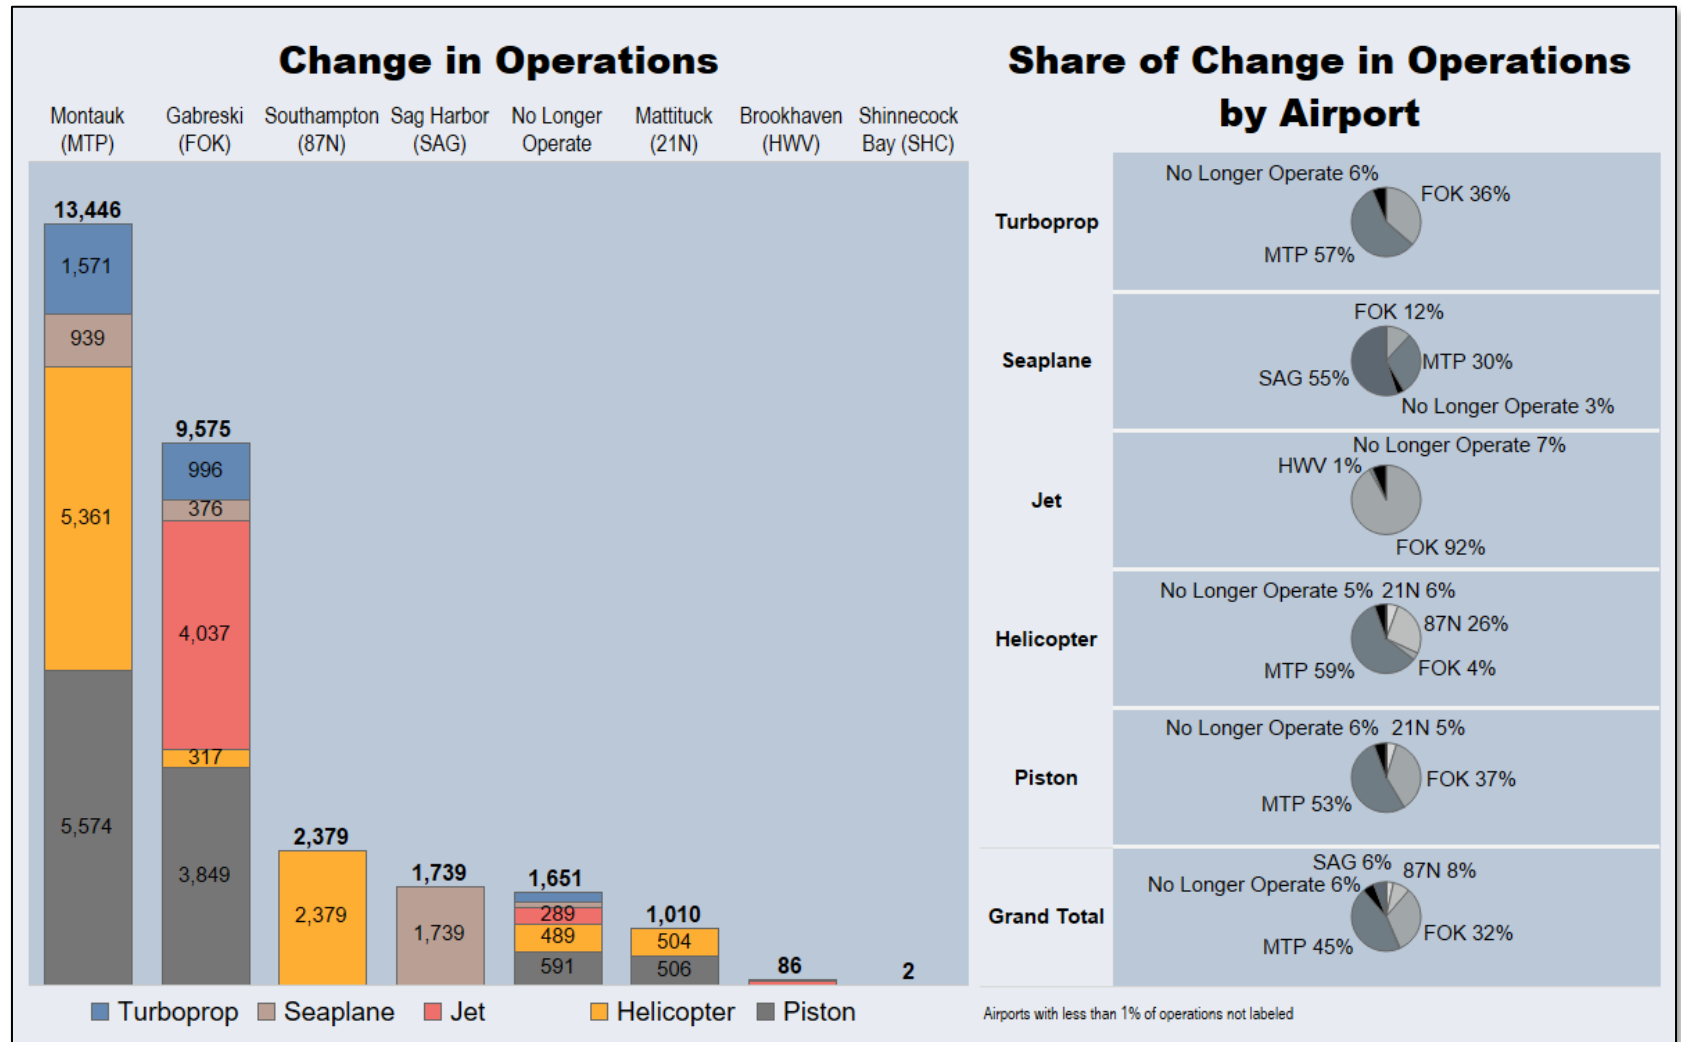 Change in Operations
Montauk
(MTP)
Gabreski
(FOK)
Southampton
(87N)
Sag Harbor
(SAG)
No Longer
Operate
Mattituck
(21N)
Brookhaven
(HWV)
Shinnecock
Bay (SHC)
13,446
1,571
939
5,361
5,574
9,575
996
376
4,037
317
3,849
2,379
2,379
1,739
1,739
1,651
289
489
591
1,010
504
506
86
2
Turboprop
Seaplane
Jet
Helicopter
Piston
Share of Change in Operations
by Airport
Turboprop
No Longer Operate 6%
FOK 36%
MTP 57%
Seaplane
FOK 12%
MTP 30%
SAG 55%
No Longer Operate 3%
Jet
No Longer Operate 7%
HWV 1%
FOK 92%
Helicopter
No Longer Operate 5%
21N 6%
87N 26%
MTP 59%
FOK 4%
Piston
No Longer Operate 6%
21N 5%
FOK 37%
MTP 53%
Grand Total
SAG 6%
87N 8%
No Longer Operate 6%
FOK 32%
MTP 45%
Airports with less than 1% of operations not labeled